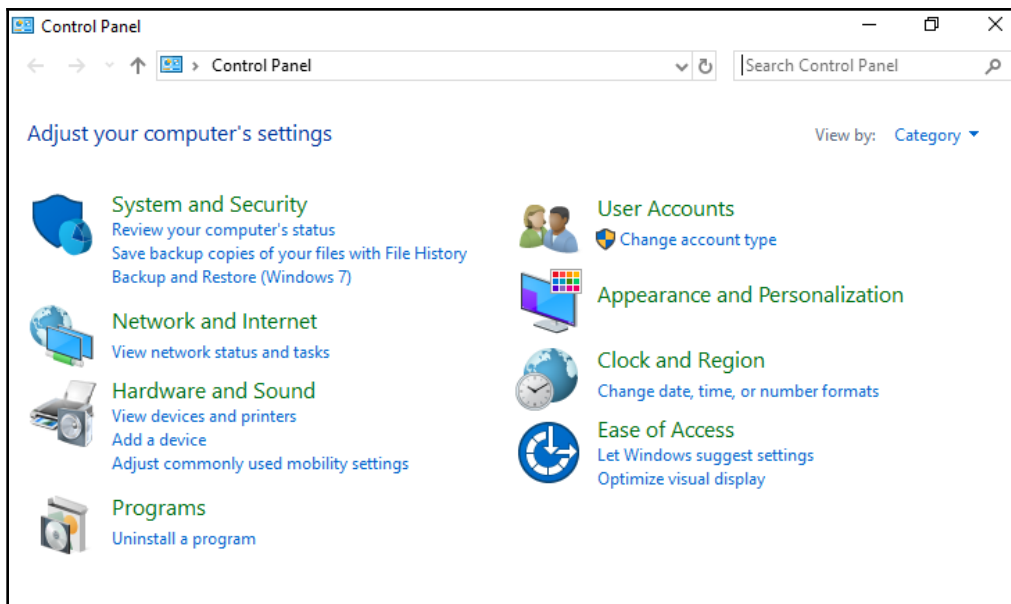 Control Panel
Control Panel
Search Control Panel
Adjust your computer's settings
View by: Category
System and Security
Review your computer's status
Save backup copies of your files with File History
Backup and Restore (Windows 7)
Network and Internet
View network status and tasks
Hardware and Sound
View devices and printers
Add a device
Adjust commonly used mobility settings
Programs
Uninstall a program
User Accounts
Change account type
Appearance and Personalization
Clock and Region
Change date, time, or number formats
Ease of Access
Let Windows suggest settings
Optimize visual display